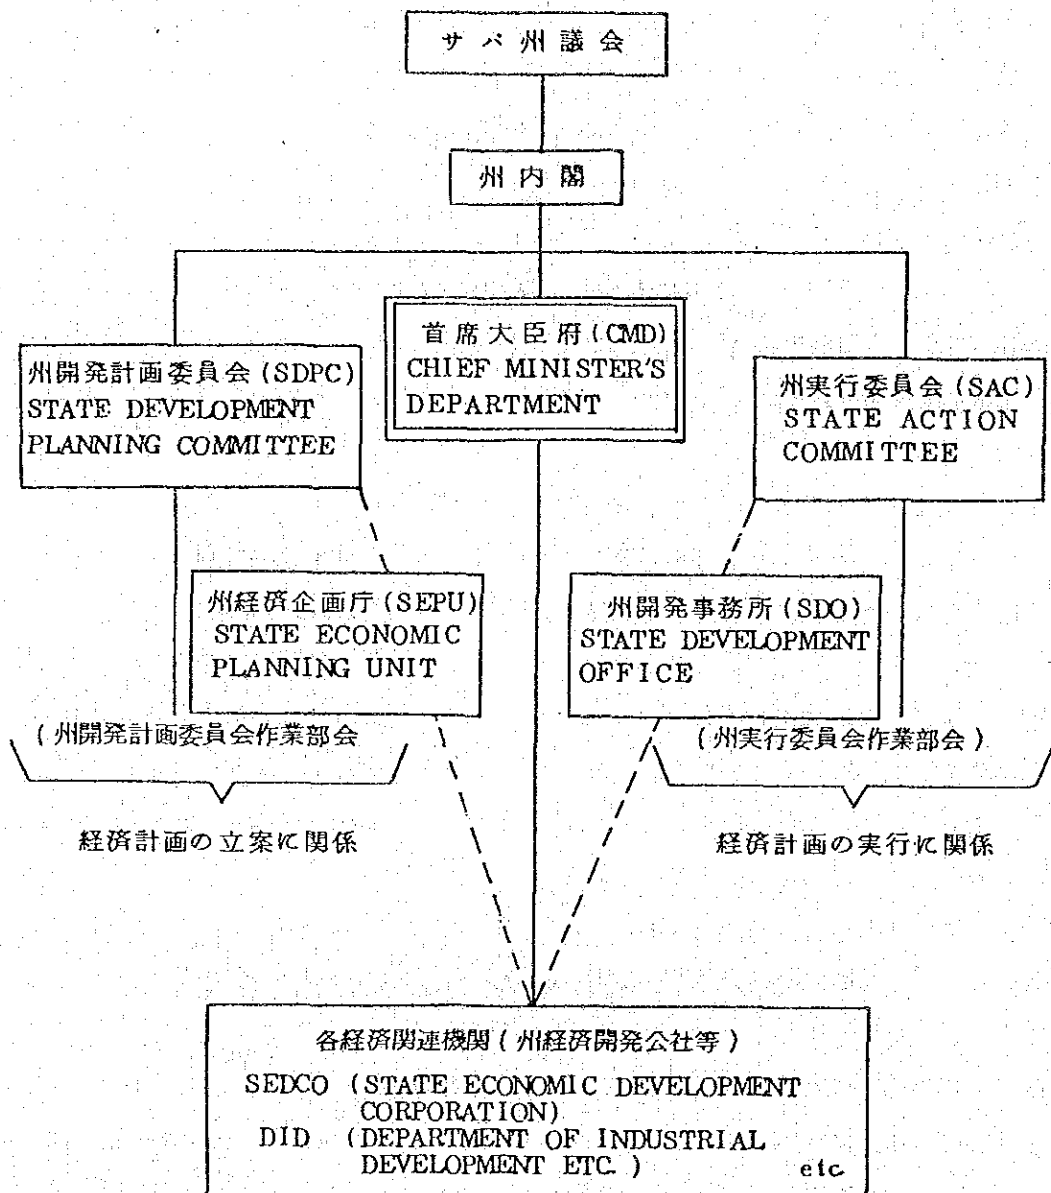 サバ州議会
州内閣
首席大臣府(CMD)
CHIEF MINISTER'S
DEPARTMENT
州開発計画委員会(SDPC)
STATE DEVELOPMENT
PLANNING COMMITTEE
州実行委員会(SAC)
STATE ACTION
COMMITTEE
州経済企画庁(SEPU)
STATE ECONOMIC
PLANNING UNIT
州開発事務所(SDO)
STATE DEVELOPMENT
OFFICE
(州開発計画委員会作業部会
(州実行委員会作業部会)
経済計画の立案に関係
経済計画の実行に関係
各経済関連機関(州経済開発公社等)
SEDCO (STATE ECONOMIC DEVELOPMENT
CORPORATION)
DID (DEPARTMENT OF INDUSTRIAL
DEVELOPMENT ETC.) etc.